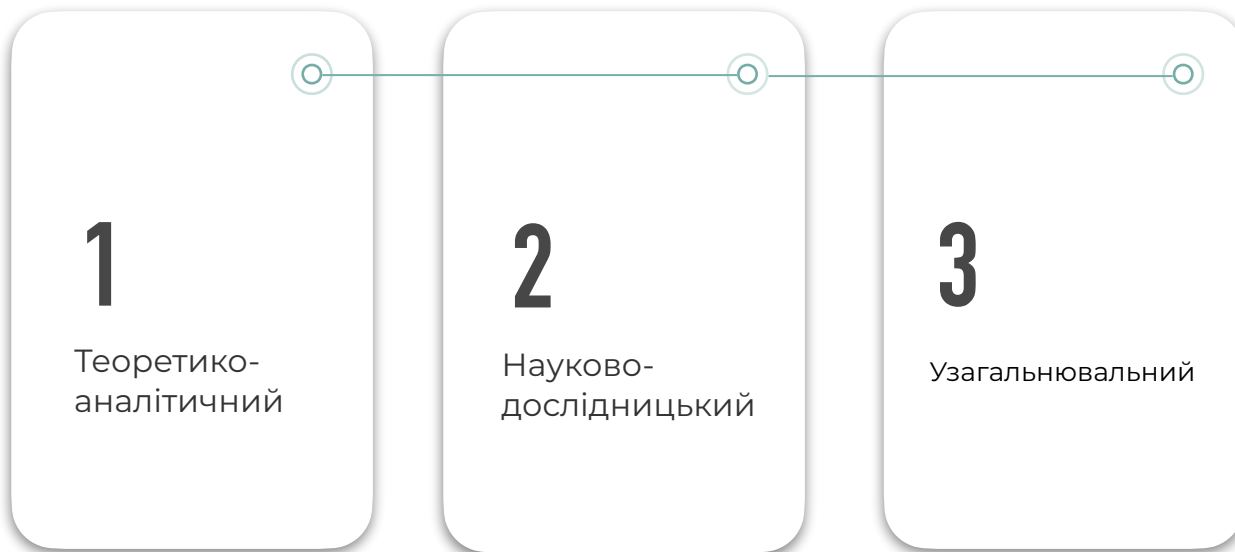 1
Теоретико-
аналітичний
2
Науково-
дослідницький
3
Узагальнювальний